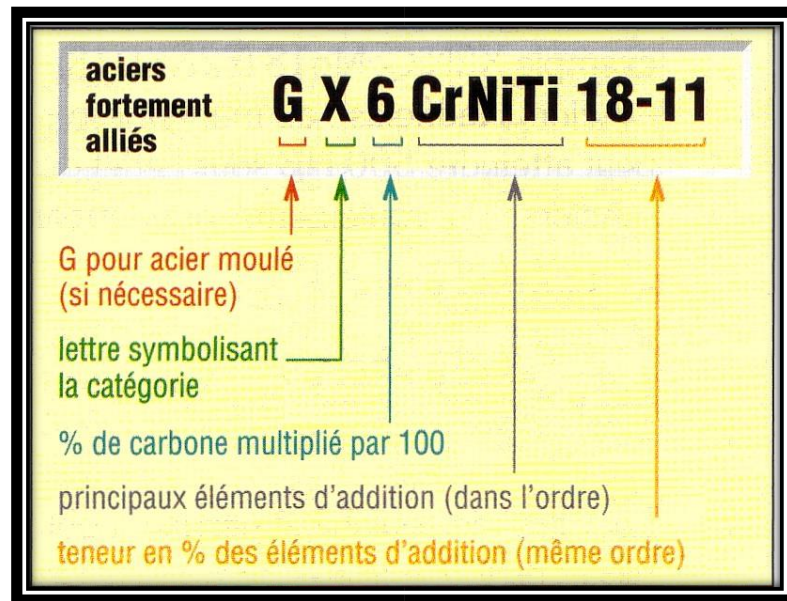 aciers
fortement
alliés
G X 6 CrNiTi 18-11
G pour acier moulé
(si nécessaire)
lettre symbolisant
la catégorie
% de carbone multiplié par 100
principaux éléments d'addition (dans l'ordre)
teneur en % des éléments d'addition (même ordre)